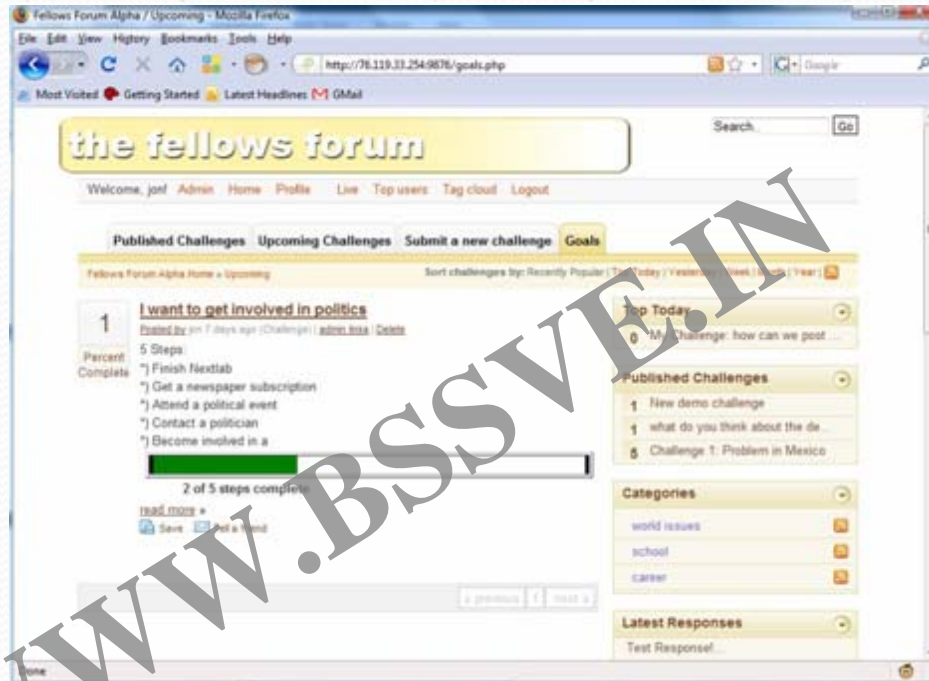 Fellows Forum Alpha / Upcoming - Mozilla Firefox
File Edit View History Bookmarks Tools Help
http://76.119.33.254:9876/goals.php
Google
Most Visited Getting Started Latest Headlines GMail
the fellows forum
Search..
Go
Welcome, jon! Admin Home Profile Live Top users Tag cloud Logout
Published Challenges Upcoming Challenges Submit a new challenge Goals
Fellows Forum Alpha Home » Upcoming
Sort challenges by: Recently Popular | Top Today | Yesterday | Week | Month | Year |
1
Percent
Complete
I want to get involved in politics
Posted by jon 7 days ago (Challenge) | admin links | Delete
5 Steps:
*) Finish Nextlab
*) Get a newspaper subscription
*) Attend a political event
*) Contact a politician
*) Become involved in a
2 of 5 steps complete
read more »
Save Tell a friend
« previous 1 next »
Top Today
0 "My Challenge: how can we post ...
Published Challenges
1 New demo challenge
1 what do you think about the de...
5 Challenge 1: Problem in Mexico
Categories
world issues
school
career
Latest Responses
Test Response!...
Done
WWW.BSSVE.IN